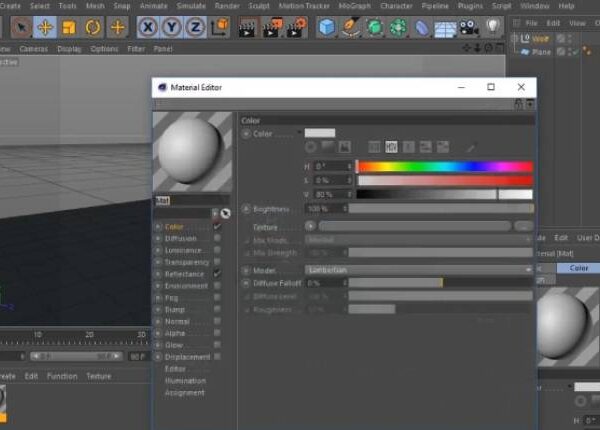 Create Select Tools Mesh Snap Animate Simulate Render Sculpt Motion Tracker MoGraph Character Pipeline Plugins Script Window Help
File Edit View
Cameras Display Options Filter Panel
Plane
Material Editor
Color
Color
H 0°
S 0%
V 80%
Brightness 100%
Texture
Mix Mode Normal
Mix Strength
Model Lambertian
Diffuse Falloff 0%
Diffuse Level 100%
Roughness
Mat
Color
Diffusion
Luminance
Transparency
Reflectance
Environment
Fog
Bump
Normal
Alpha
Glow
Displacement
Editor
Illumination
Assignment
10 20 30
0 F 90 F 90 F
Edit Function Texture
Edit User D
Material [Mat]
Color
H 0°